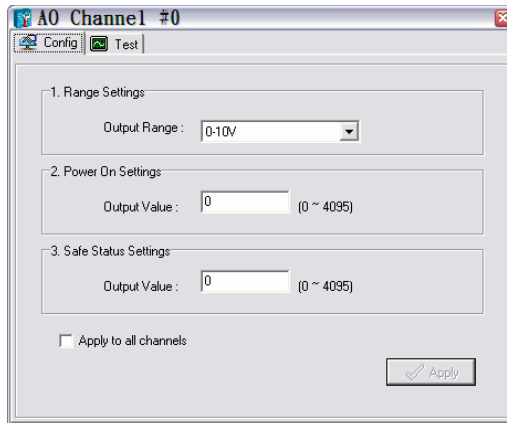 AO Channel #0
Config Test
1. Range Settings
Output Range : 0-10V
2. Power On Settings
Output Value : 0 (0 ~ 4095)
3. Safe Status Settings
Output Value : 0 (0 ~ 4095)
Apply to all channels
Apply